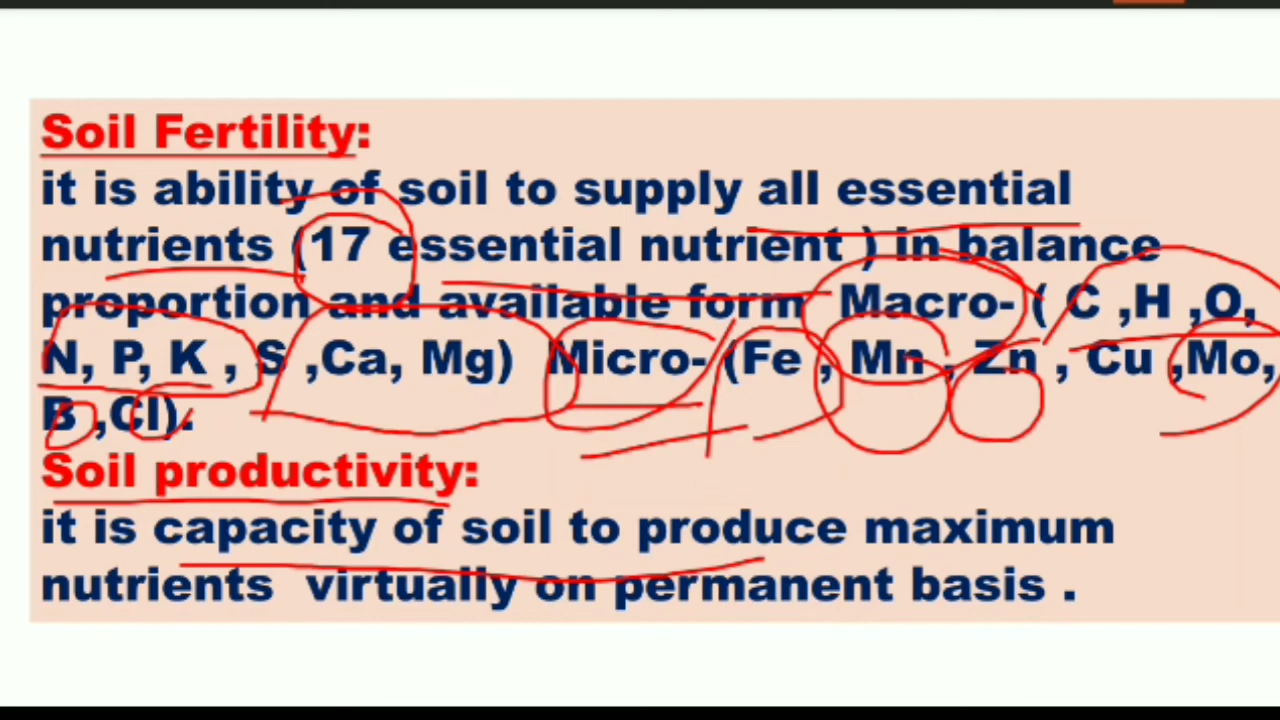 Soil Fertility:
it is ability of soil to supply all essential
nutrients (17 essential nutrient ) in balance
proportion and available form Macro- ( C ,H ,O,
N, P, K , S ,Ca, Mg) Micro- (Fe , Mn , Zn , Cu ,Mo,
B ,Cl).
Soil productivity:
it is capacity of soil to produce maximum
nutrients virtually on permanent basis .